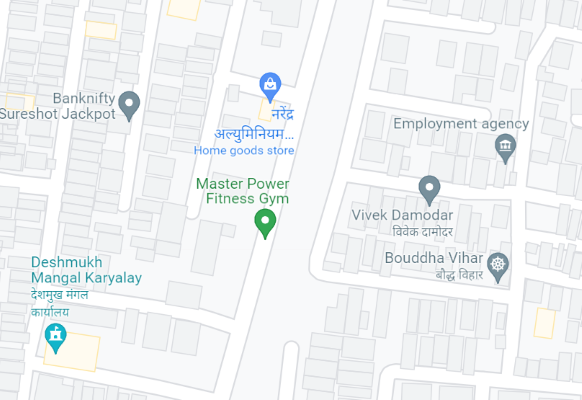 Banknifty
Sureshot Jackpot
नरेंद्र
अल्युमिनियम...
Home goods store
Employment agency
Master Power
Fitness Gym
Vivek Damodar
विवेक दामोदर
Bouddha Vihar
बौद्ध विहार
Deshmukh
Mangal Karyalay
देशमुख मंगल
कार्यालय